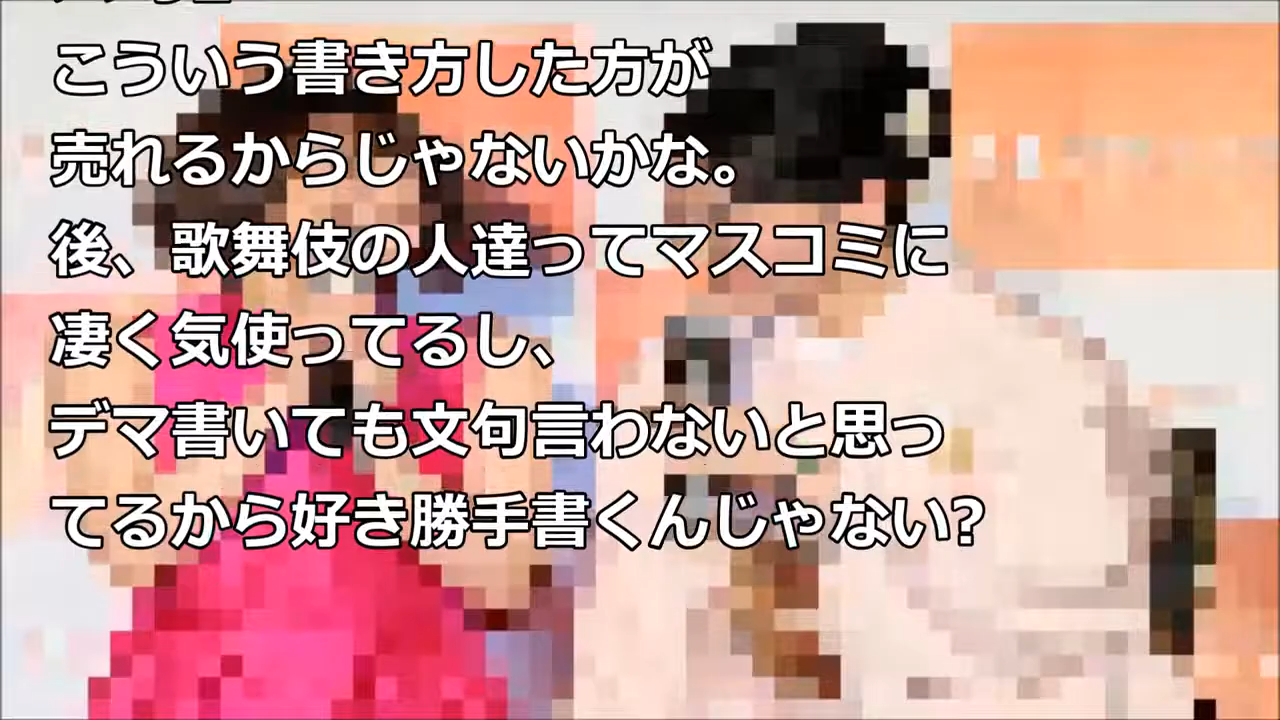 こういう書き方した方が
売れるからじゃないかな。
後、歌舞伎の人達ってマスコミに
凄く気使ってるし、
デマ書いても文句言わないと思っ
てるから好き勝手書くんじゃない?